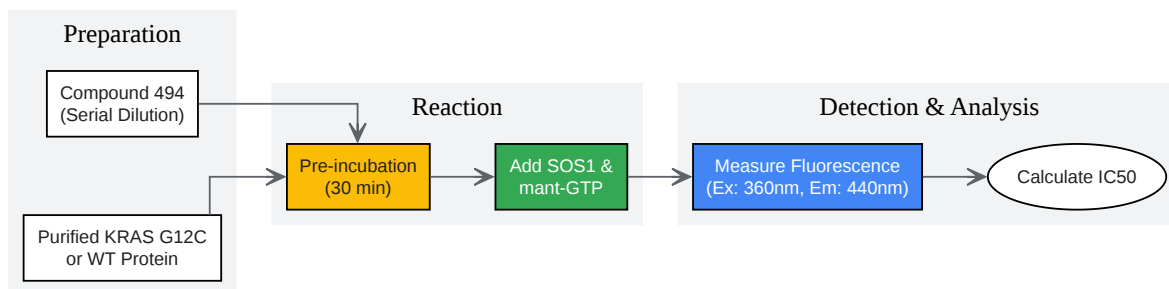 Preparation
Compound 494
(Serial Dilution)
Purified KRAS G12C
or WT Protein
Reaction
Pre-incubation
(30 min)
Add SOS1 &
mant-GTP
Detection & Analysis
Measure Fluorescence
(Ex: 360nm, Em: 440nm)
Calculate IC50